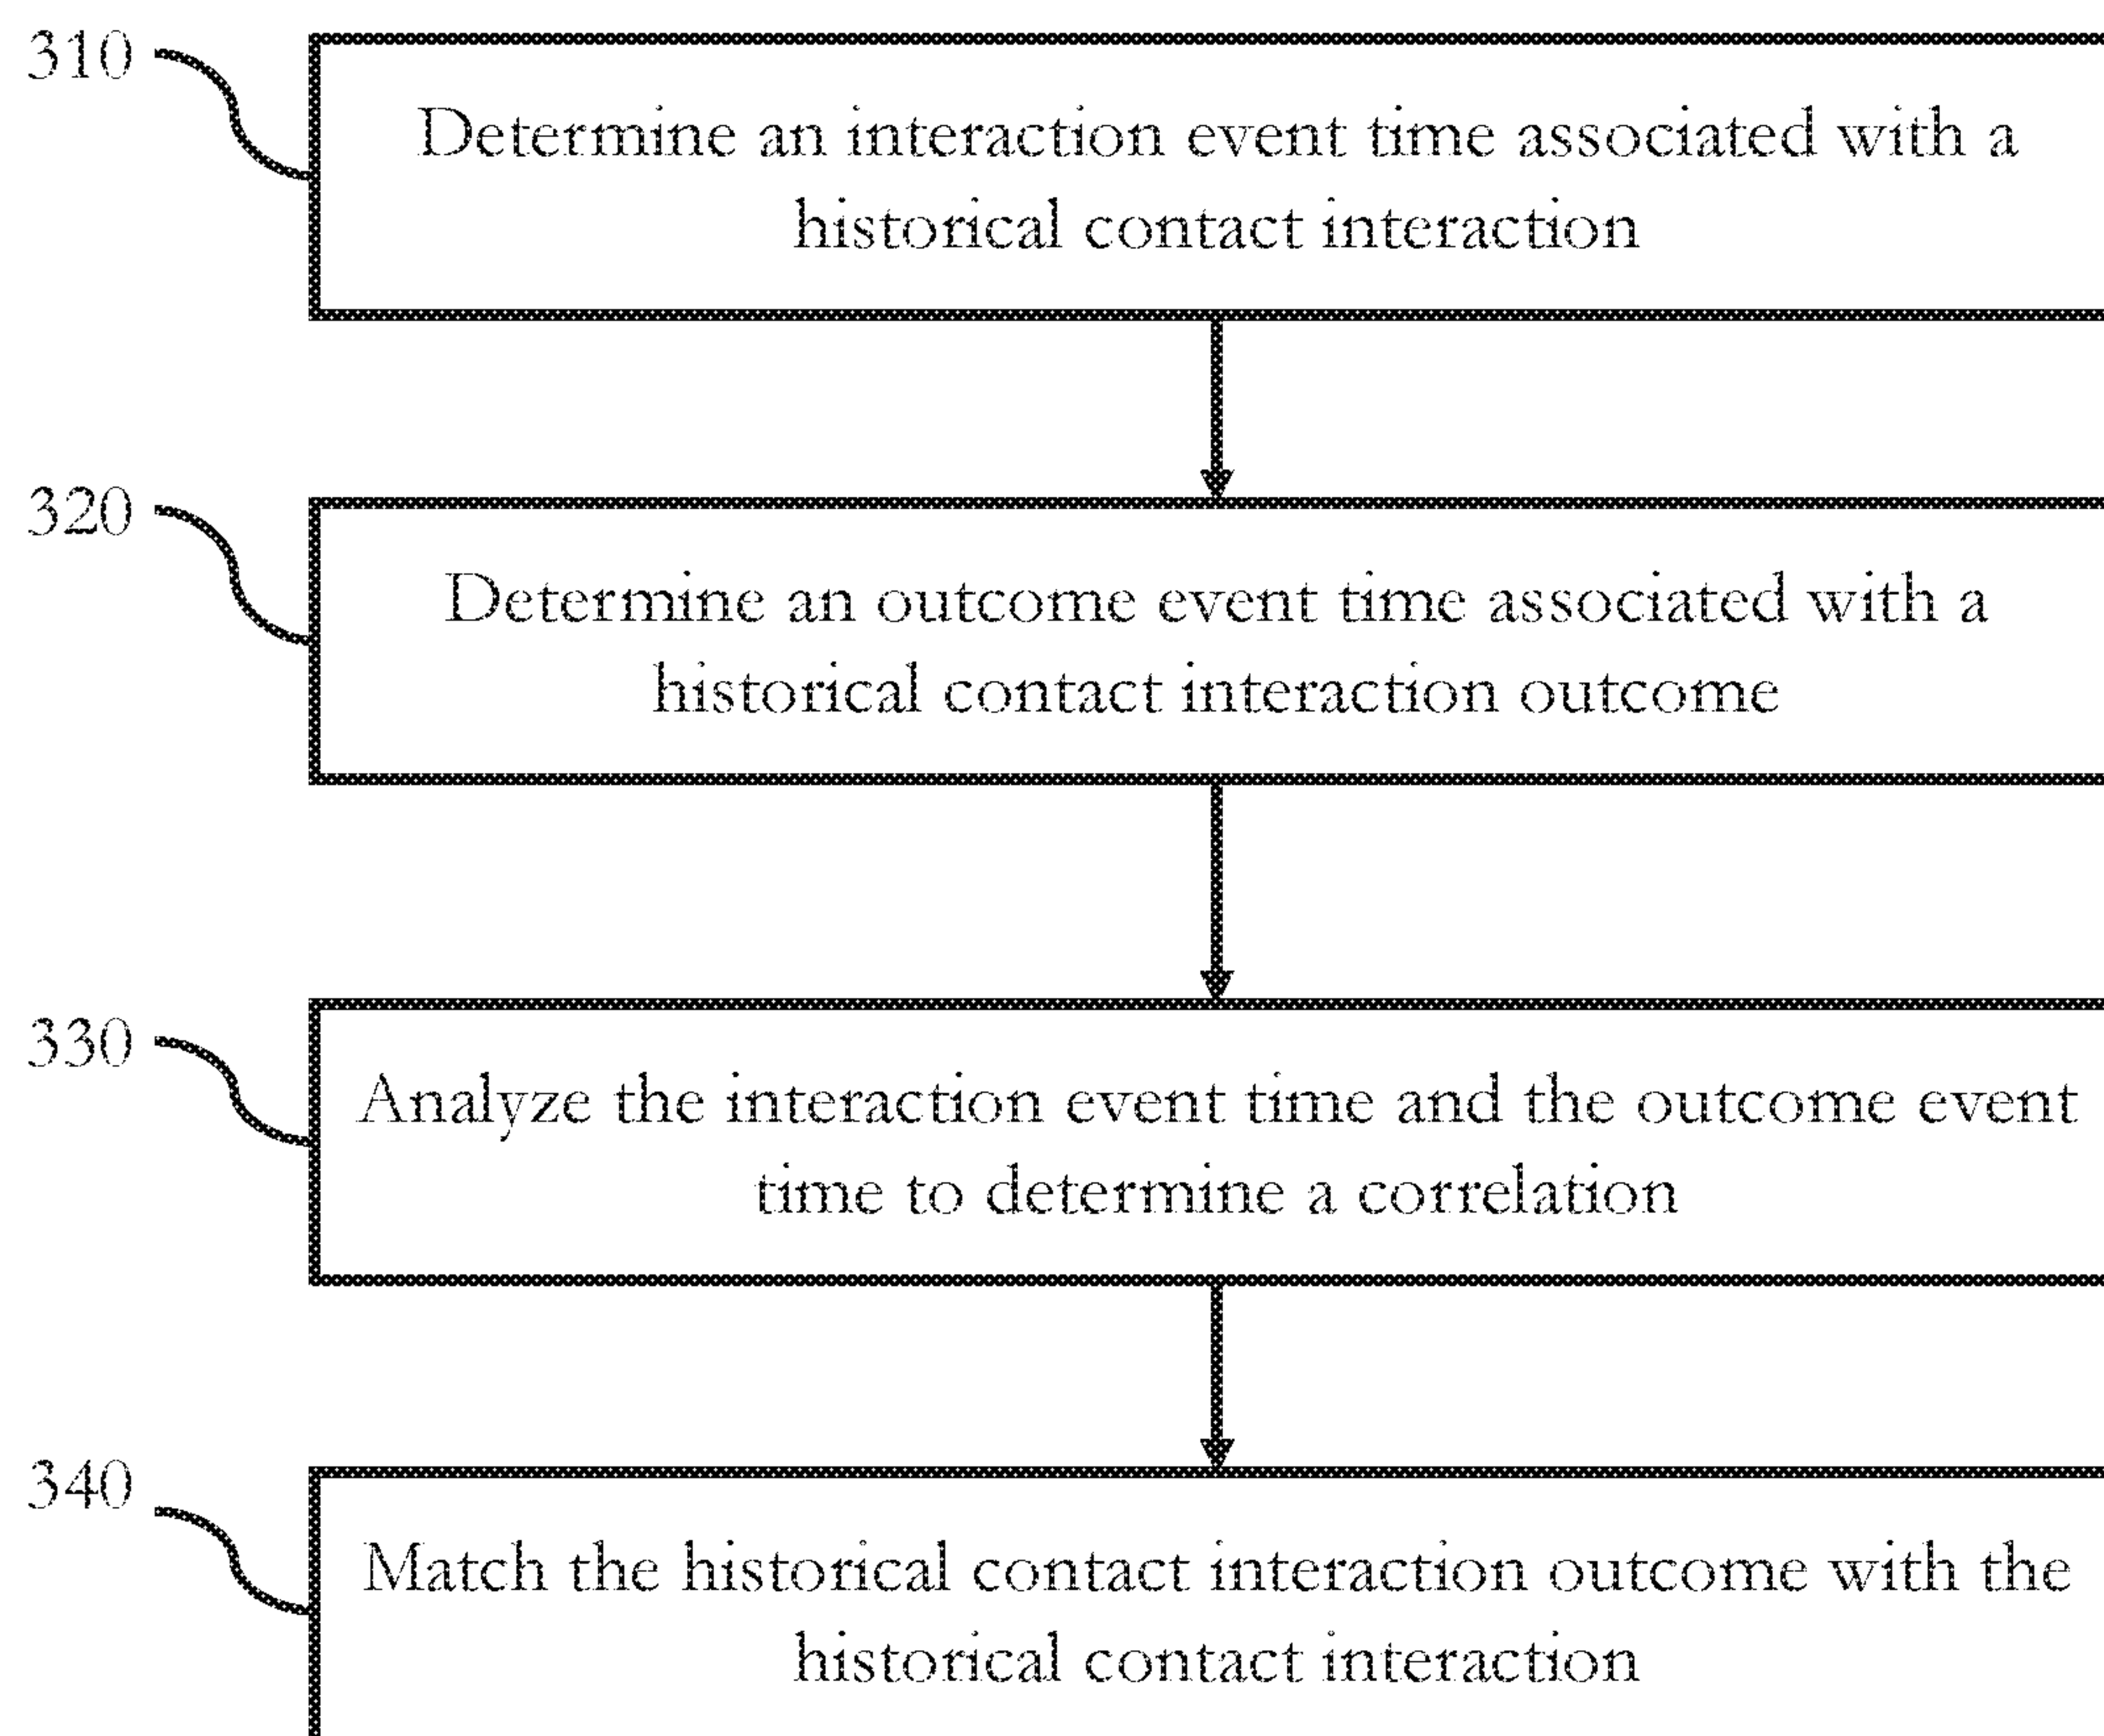 310
Determine an interaction event time associated with a
historical contact interaction
320
Determine an outcome event time associated with a
historical contact interaction outcome
330
Analyze the interaction event time and the outcome event
time to determine a correlation
340
Match the historical contact interaction outcome with the
historical contact interaction